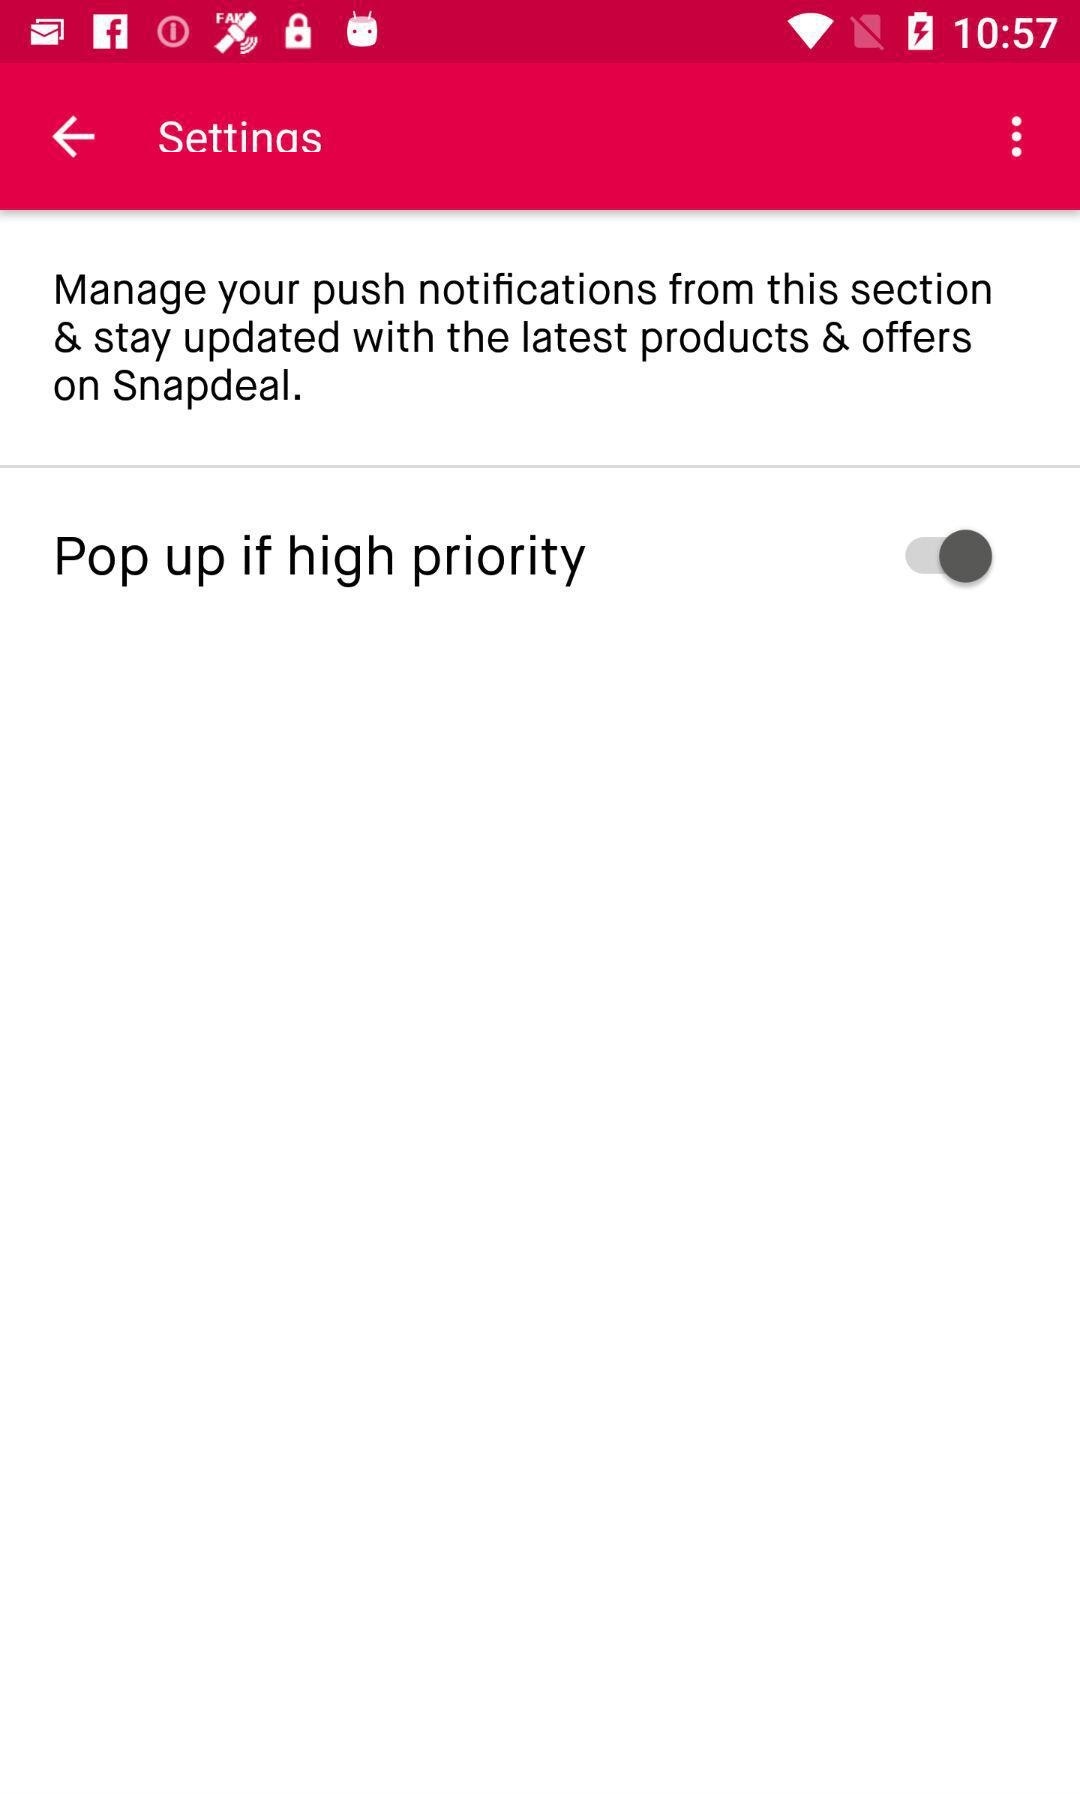 FAKE
10:57
Settings
Manage your push notifications from this section
& stay updated with the latest products & offers
on Snapdeal.
Pop up if high priority